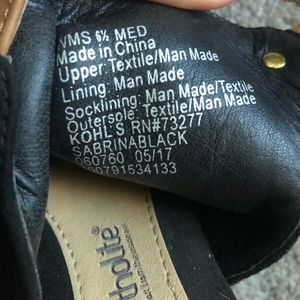 WMS 6½ MED
Made in China
Upper: Textile/Man Made
Lining: Man Made
Socklining: Man Made/Textile
Outersole: Textile/Man Made
KOHL'S RN#73277
SABRINABLACK
060760 05/17